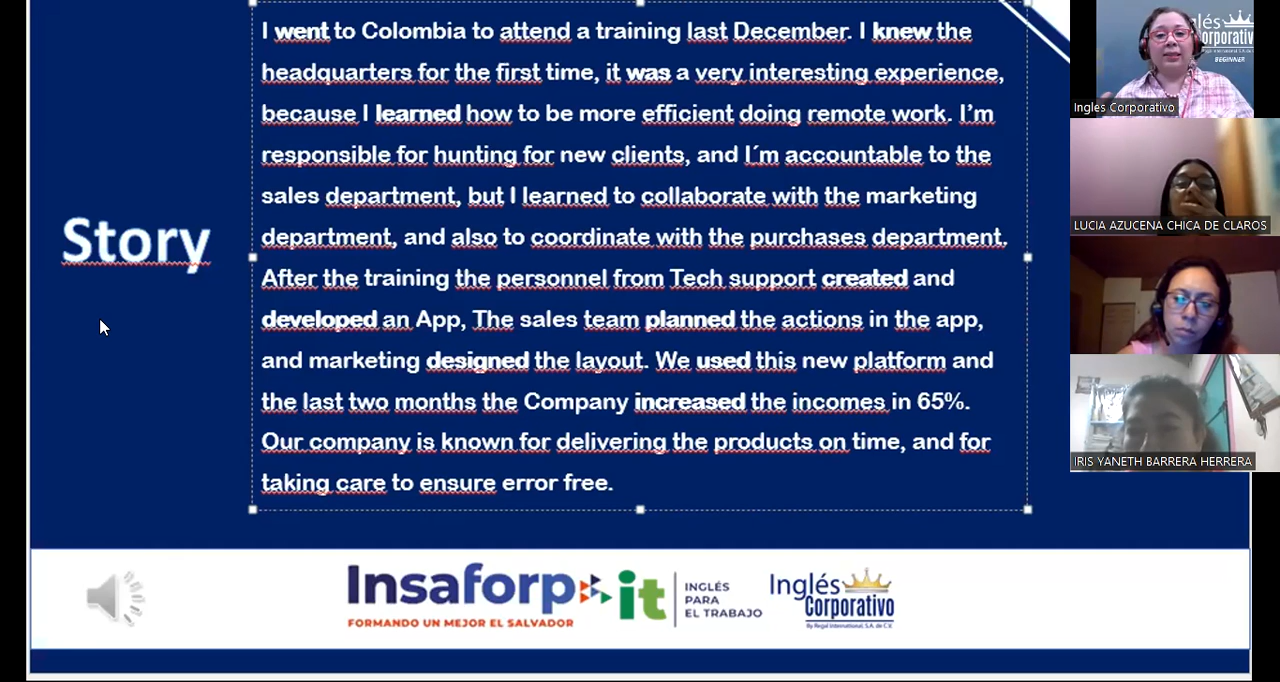 Story
I went to Colombia to attend a training last December. I knew the
headquarters for the first time, it was a very interesting experience,
because I learned how to be more efficient doing remote work. I'm
responsible for hunting for new clients, and I´m accountable to the
sales department, but I learned to collaborate with the marketing
department, and also to coordinate with the purchases department.
After the training the personnel from Tech support created and
developed an App, The sales team planned the actions in the app,
and marketing designed the layout. We used this new platform and
the last two months the Company increased the incomes in 65%.
Our company is known for delivering the products on time, and for
taking care to ensure error free.
Insaforp
FORMANDO UN MEJOR EL SALVADOR
it
INGLÉS
PARA
EL TRABAJO
Inglés
Corporativo
By Regal International, S.A. de C.V.
Inglés
Corporativo
BEGINNER
Ingles Corporativo
LUCIA AZUCENA CHICA DE CLAROS
IRIS YANETH BARRERA HERRERA